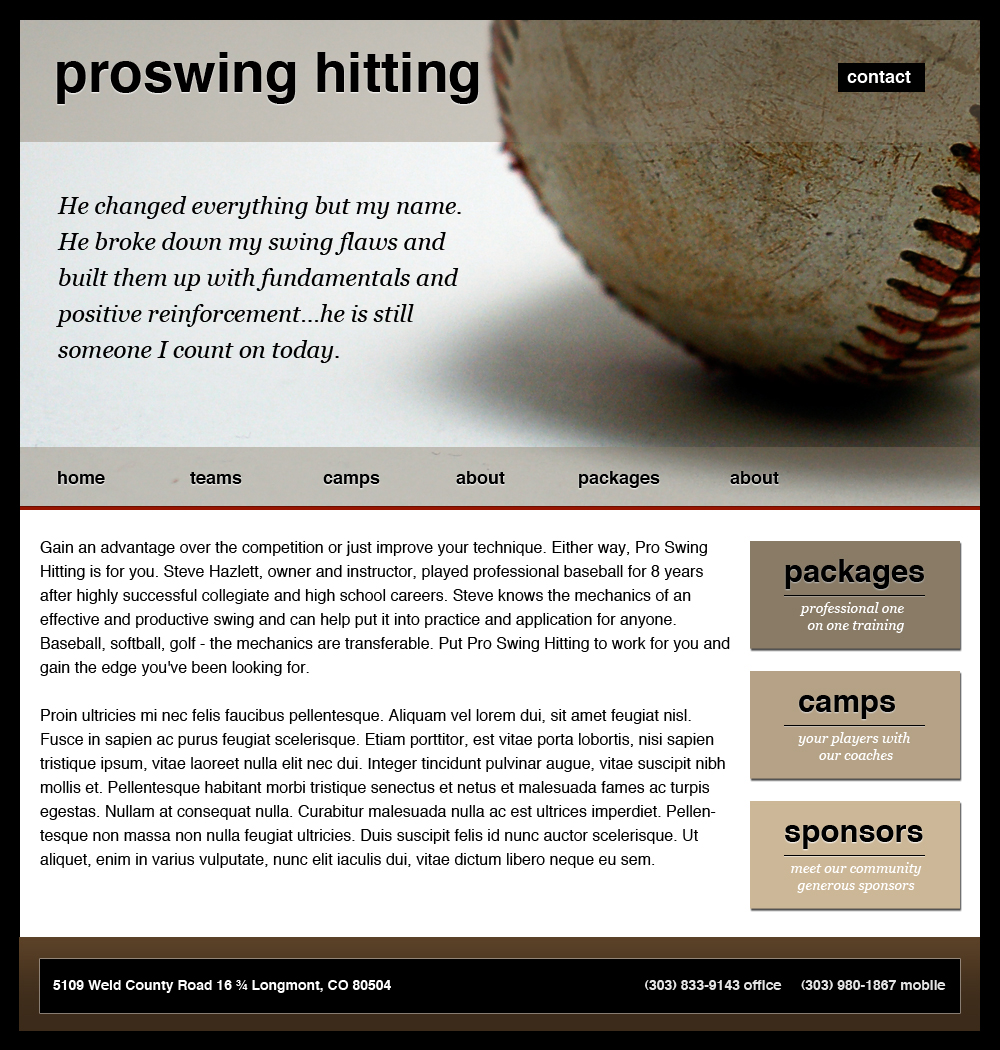 proswing hitting
contact
He changed everything but my name.
He broke down my swing flaws and
built them up with fundamentals and
positive reinforcement...he is still
someone I count on today.
home teams camps about packages about
Gain an advantage over the competition or just improve your technique. Either way, Pro Swing
Hitting is for you. Steve Hazlett, owner and instructor, played professional baseball for 8 years
after highly successful collegiate and high school careers. Steve knows the mechanics of an
effective and productive swing and can help put it into practice and application for anyone.
Baseball, softball, golf - the mechanics are transferable. Put Pro Swing Hitting to work for you and
gain the edge you've been looking for.
Proin ultricies mi nec felis faucibus pellentesque. Aliquam vel lorem dui, sit amet feugiat nisl.
Fusce in sapien ac purus feugiat scelerisque. Etiam porttitor, est vitae porta lobortis, nisi sapien
tristique ipsum, vitae laoreet nulla elit nec dui. Integer tincidunt pulvinar augue, vitae suscipit nibh
mollis et. Pellentesque habitant morbi tristique senectus et netus et malesuada fames ac turpis
egestas. Nullam at consequat nulla. Curabitur malesuada nulla ac est ultrices imperdiet. Pellen-
tesque non massa non nulla feugiat ultricies. Duis suscipit felis id nunc auctor scelerisque. Ut
aliquet, enim in varius vulputate, nunc elit iaculis dui, vitae dictum libero neque eu sem.
packages
professional one
on one training
camps
your players with
our coaches
sponsors
meet our community
generous sponsors
5109 Weld County Road 16 ¾ Longmont, CO 80504
(303) 833-9143 office (303) 980-1867 mobile